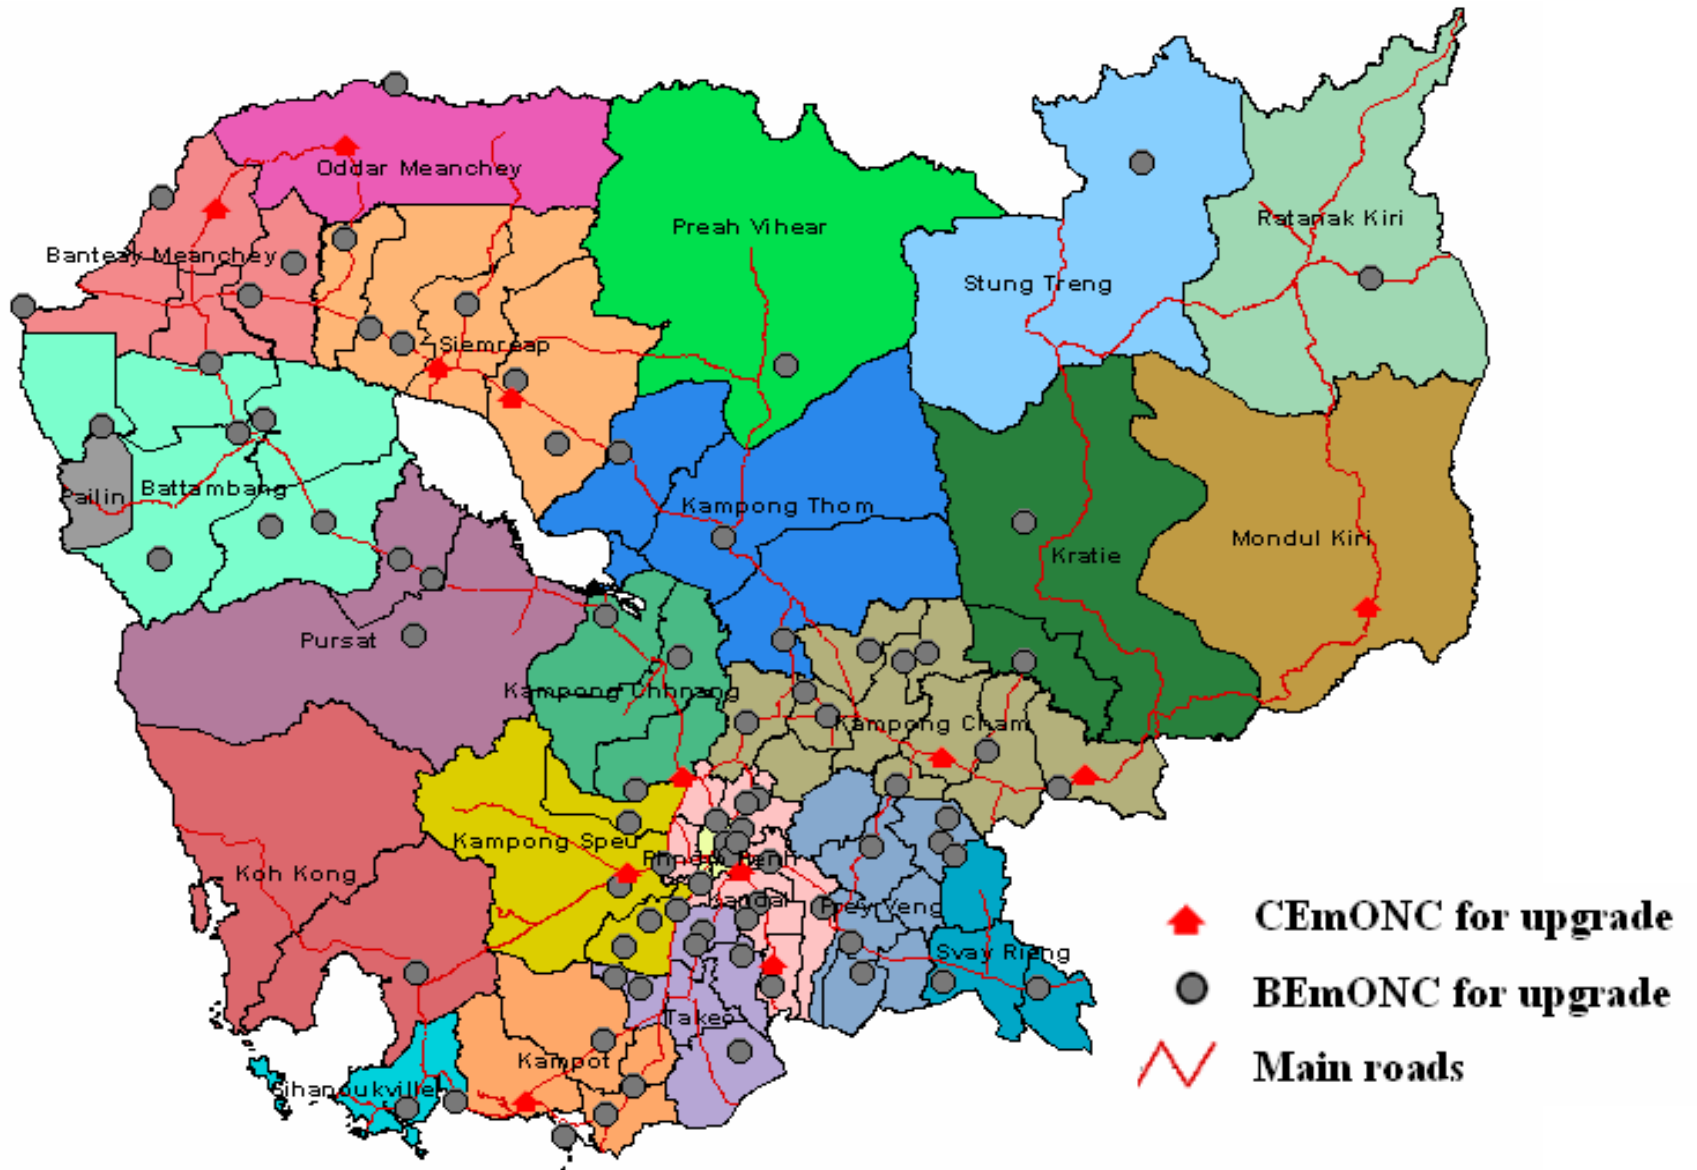 Oddar Meanchey
Preah Vihear
Ratanak Kiri
Banteay Meanchey
Stung Treng
Siemreap
Pailin
Battambang
Kampong Thom
Mondul Kiri
Kratie
Pursat
Kampong Chhnang
Kampong Cham
Kampong Speu
Phnom Penh
Koh Kong
Kandal
Prey Veng
CEmONC for upgrade
Svay Rieng
BEmONC for upgrade
Takeo
Kampot
Main roads
Sihanoukville